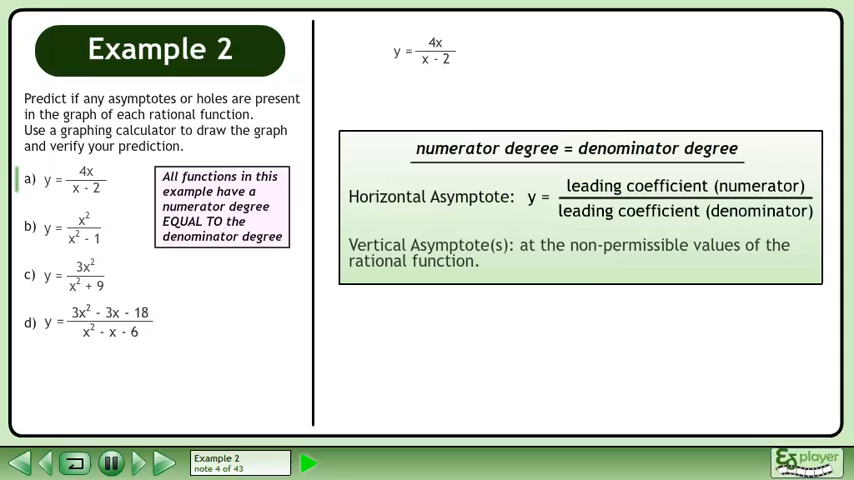 Example 2
Predict if any asymptotes or holes are present
in the graph of each rational function.
Use a graphing calculator to draw the graph
and verify your prediction.
a) y = 4x / x - 2
All functions in this
example have a
numerator degree
EQUAL TO the
denominator degree
b) y = x² / x² - 1
c) y = 3x² / x² + 9
d) y = 3x² - 3x - 18 / x² - x - 6
y = 4x / x - 2
numerator degree = denominator degree
Horizontal Asymptote: y = leading coefficient (numerator) / leading coefficient (denominator)
Vertical Asymptote(s): at the non-permissible values of the
rational function.
Example 2
note 4 of 43
player